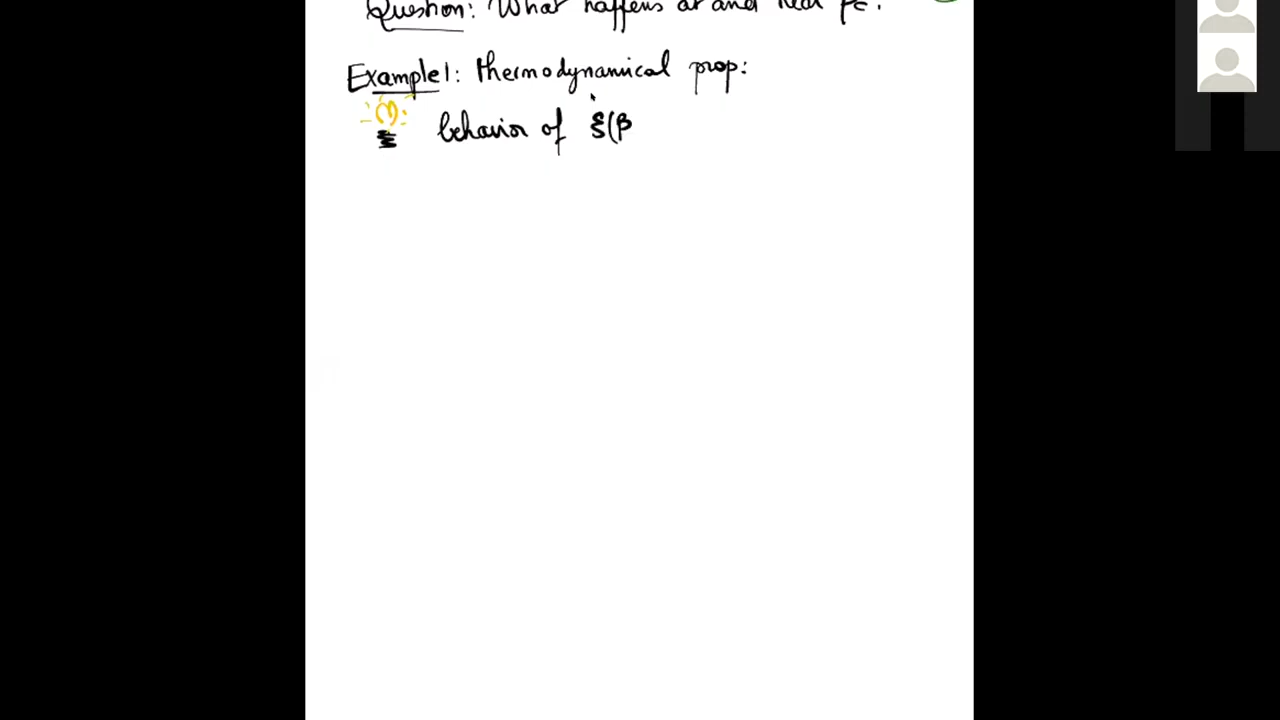 Question: What happens at and near pc.
Example 1: thermodynamical prop:
behavior of ξ(β